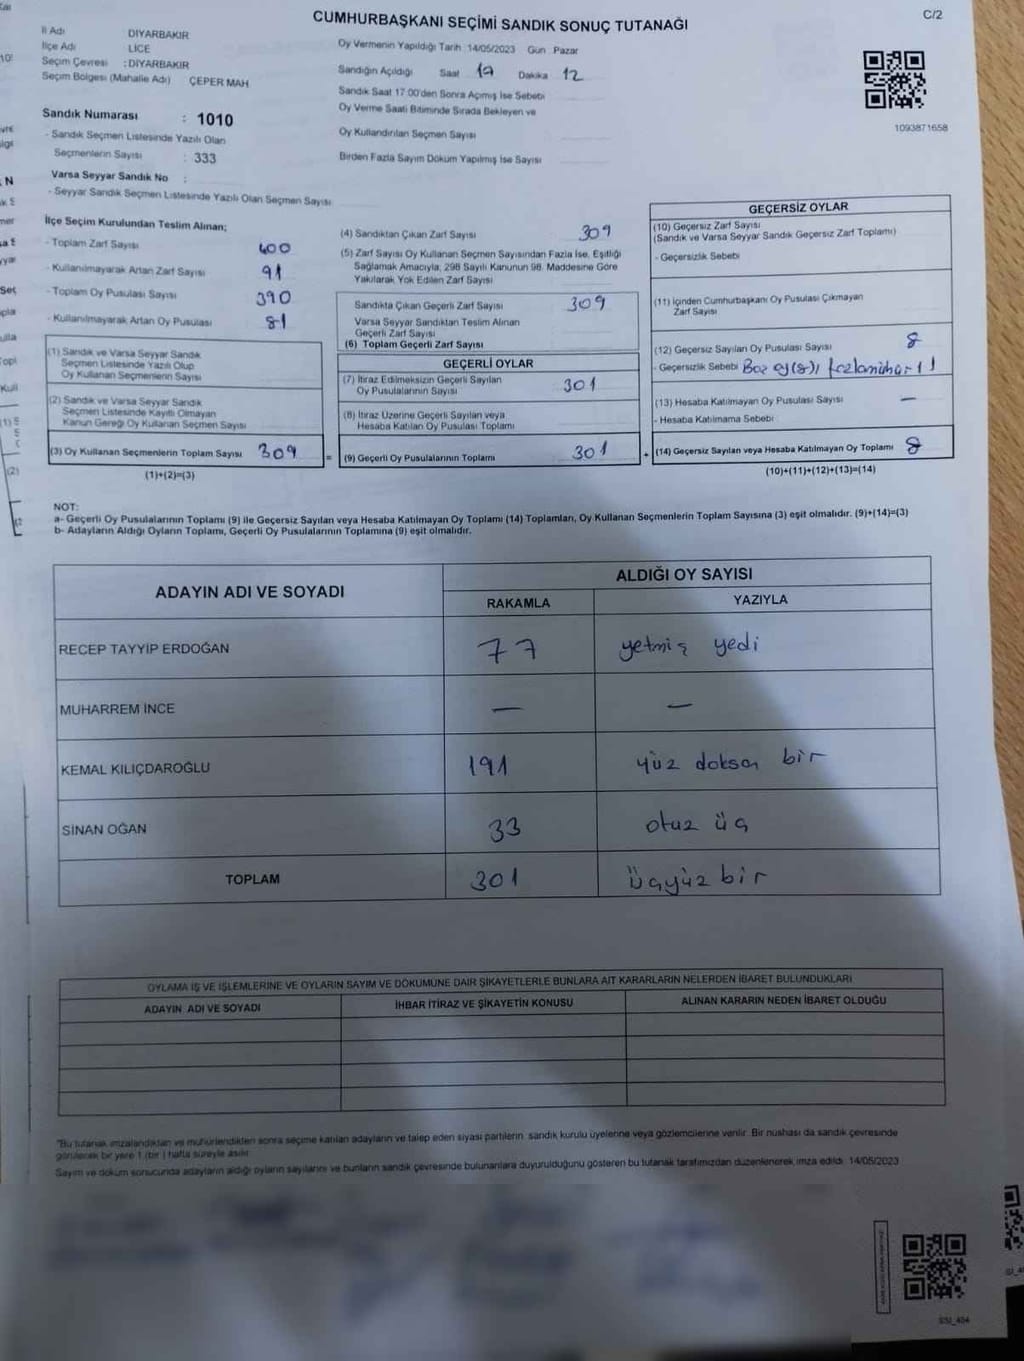 C/2
CUMHURBAŞKANI SEÇİMİ SANDIK SONUÇ TUTANAĞI
İl Adı DİYARBAKIR
İlçe Adı LİCE
Seçim Çevresi : DİYARBAKIR
Seçim Bölgesi (Mahalle Adı) ÇEPER MAH
Oy Vermenin Yapıldığı Tarih 14/05/2023 Gün Pazar
Sandığın Açıldığı Saat 17 Dakika 12
Sandık Saat 17 00'den Sonra Açımış İse Sebebi
Oy Verme Saati Bitiminde Sırada Bekleyen ve
Oy Kullandırılan Seçmen Sayısı
Birden Fazla Sayım Döküm Yapılmış İse Sayısı
1093871658
Sandık Numarası : 1010
- Sandık Seçmen Listesinde Yazılı Olan
Seçmenlerin Sayısı : 333
Varsa Seyyar Sandık No :
- Seyyar Sandık Seçmen Listesinde Yazılı Olan Seçmen Sayısı
İlçe Seçim Kurulundan Teslim Alınan;
- Toplam Zarf Sayısı 400
- Kullanılmayarak Artan Zarf Sayısı 91
- Toplam Oy Pusulası Sayısı 390
- Kullanılmayarak Artan Oy Pusulası 81
(1) Sandık ve Varsa Seyyar Sandık
Seçmen Listesinde Yazılı Olup
Oy Kullanan Seçmenlerin Sayısı
(2) Sandık ve Varsa Seyyar Sandık
Seçmen Listesinde Kayıtlı Olmayan
Kanun Gereği Oy Kullanan Seçmen Sayısı
(3) Oy Kullanan Seçmenlerin Toplam Sayısı 309
(1)+(2)=(3)
(4) Sandıktan Çıkan Zarf Sayısı 309
(5) Zarf Sayısı Oy Kullanan Seçmen Sayısından Fazla İse, Eşitliği
Sağlamak Amacıyla, 298 Sayılı Kanunun 98. Maddesine Göre
Yakılarak Yok Edilen Zarf Sayısı
Sandıkta Çıkan Geçerli Zarf Sayısı 309
Varsa Seyyar Sandıktan Teslim Alınan
Geçerli Zarf Sayısı
(6) Toplam Geçerli Zarf Sayısı
GEÇERLİ OYLAR
(7) İtiraz Edilmeksizin Geçerli Sayılan
Oy Pusulalarının Sayısı 301
(8) İtiraz Üzerine Geçerli Sayılan veya
Hesaba Katılan Oy Pusulası Toplamı
= (9) Geçerli Oy Pusulalarının Toplamı 301
GEÇERSİZ OYLAR
(10) Geçersiz Zarf Sayısı
(Sandık ve Varsa Seyyar Sandık Geçersiz Zarf Toplamı)
- Geçersizlik Sebebi
(11) İçinden Cumhurbaşkanı Oy Pusulası Çıkmayan
Zarf Sayısı
(12) Geçersiz Sayılan Oy Pusulası Sayısı 8
- Geçersizlik Sebebi
(13) Hesaba Katılmayan Oy Pusulası Sayısı —
- Hesaba Katılmama Sebebi
+ (14) Geçersiz Sayılan veya Hesaba Katılmayan Oy Toplamı 8
(10)+(11)+(12)+(13)=(14)
NOT:
a- Geçerli Oy Pusulalarının Toplamı (9) ile Geçersiz Sayılan veya Hesaba Katılmayan Oy Toplamı (14) Toplamları, Oy Kullanan Seçmenlerin Toplam Sayısına (3) eşit olmalıdır. (9)+(14)=(3)
b- Adayların Aldığı Oyların Toplamı, Geçerli Oy Pusulalarının Toplamına (9) eşit olmalıdır.
ADAYIN ADI VE SOYADI ALDIĞI OY SAYISI
RAKAMLA YAZIYLA
RECEP TAYYİP ERDOĞAN 77 yetmiş yedi
MUHARREM İNCE — —
KEMAL KILIÇDAROĞLU 191 yüz doksan bir
SİNAN OĞAN 33 otuz üç
TOPLAM 301 üçyüz bir
OYLAMA İŞ VE İŞLEMLERİNE VE OYLARIN SAYIM VE DÖKÜMÜNE DAİR ŞİKAYETLERLE BUNLARA AİT KARARLARIN NELERDEN İBARET BULUNDUKLARI
ADAYIN ADI VE SOYADI İHBAR İTİRAZ VE ŞİKAYETİN KONUSU ALINAN KARARIN NEDEN İBARET OLDUĞU
*Bu tutanak imzalandıktan ve mühürlendikten sonra seçime katılan adayların ve talep eden siyasi partilerin sandık kurulu üyelerine veya gözlemcilerine verilir. Bir nüshası da sandık çevresinde
görülecek bir yere 1 (bir ) hafta süreyle asılır.
Sayım ve döküm sonucunda adayların aldığı oyların sayılarını ve bunların sandık çevresinde bulunanlara duyurulduğunu gösteren bu tutanak tarafımızdan düzenlenerek imza edildi. 14/05/2023
SSI_404